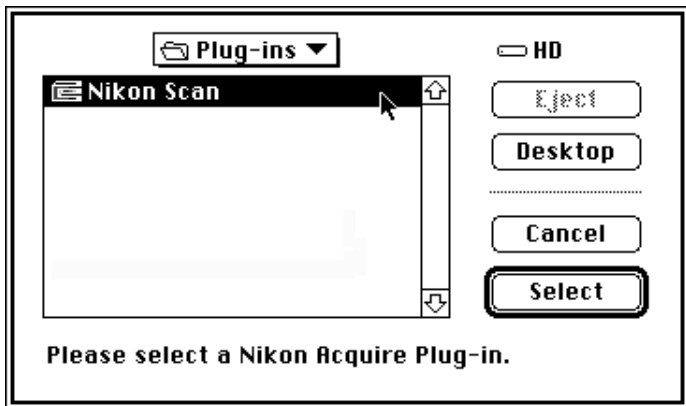 Plug-ins
HD
Nikon Scan
Eject
Desktop
Cancel
Select
Please select a Nikon Acquire Plug-in.